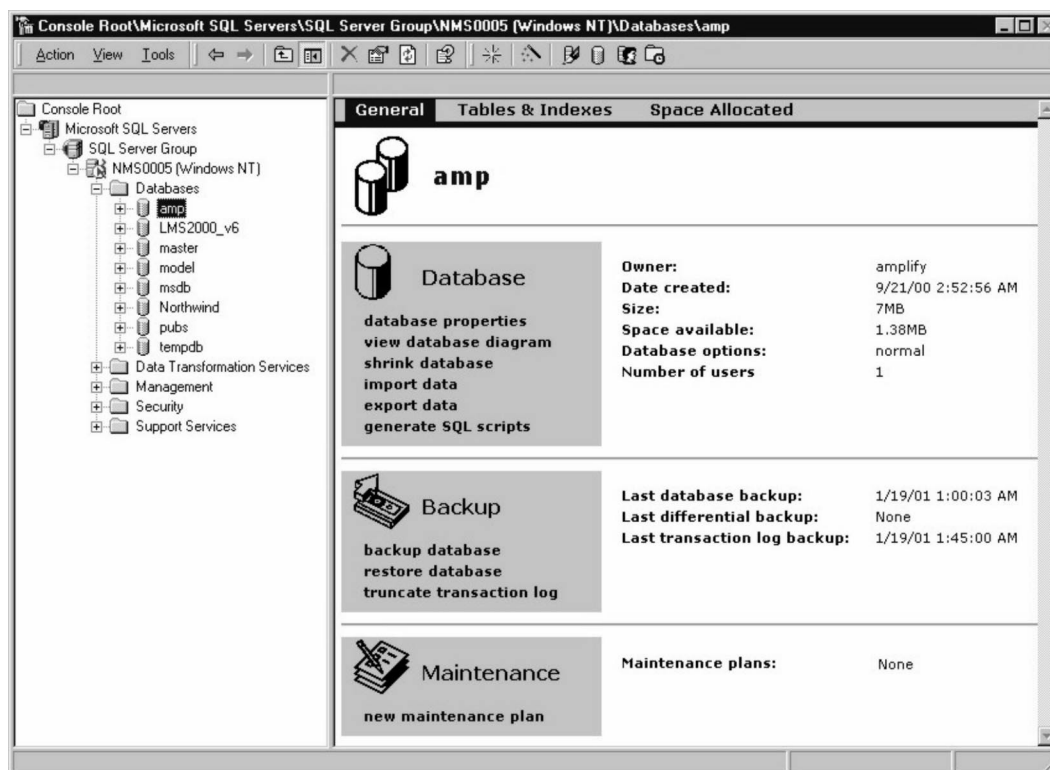 Console Root\Microsoft SQL Servers\SQL Server Group\NMS0005 (Windows NT)\Databases\amp
Action View Tools
Console Root
Microsoft SQL Servers
SQL Server Group
NMS0005 (Windows NT)
Databases
amp
LMS2000_v6
master
model
msdb
Northwind
pubs
tempdb
Data Transformation Services
Management
Security
Support Services
General Tables & Indexes Space Allocated
amp
Database
database properties
view database diagram
shrink database
import data
export data
generate SQL scripts
Owner: amplify
Date created: 9/21/00 2:52:56 AM
Size: 7MB
Space available: 1.38MB
Database options: normal
Number of users 1
Backup
backup database
restore database
truncate transaction log
Last database backup: 1/19/01 1:00:03 AM
Last differential backup: None
Last transaction log backup: 1/19/01 1:45:00 AM
Maintenance
new maintenance plan
Maintenance plans: None